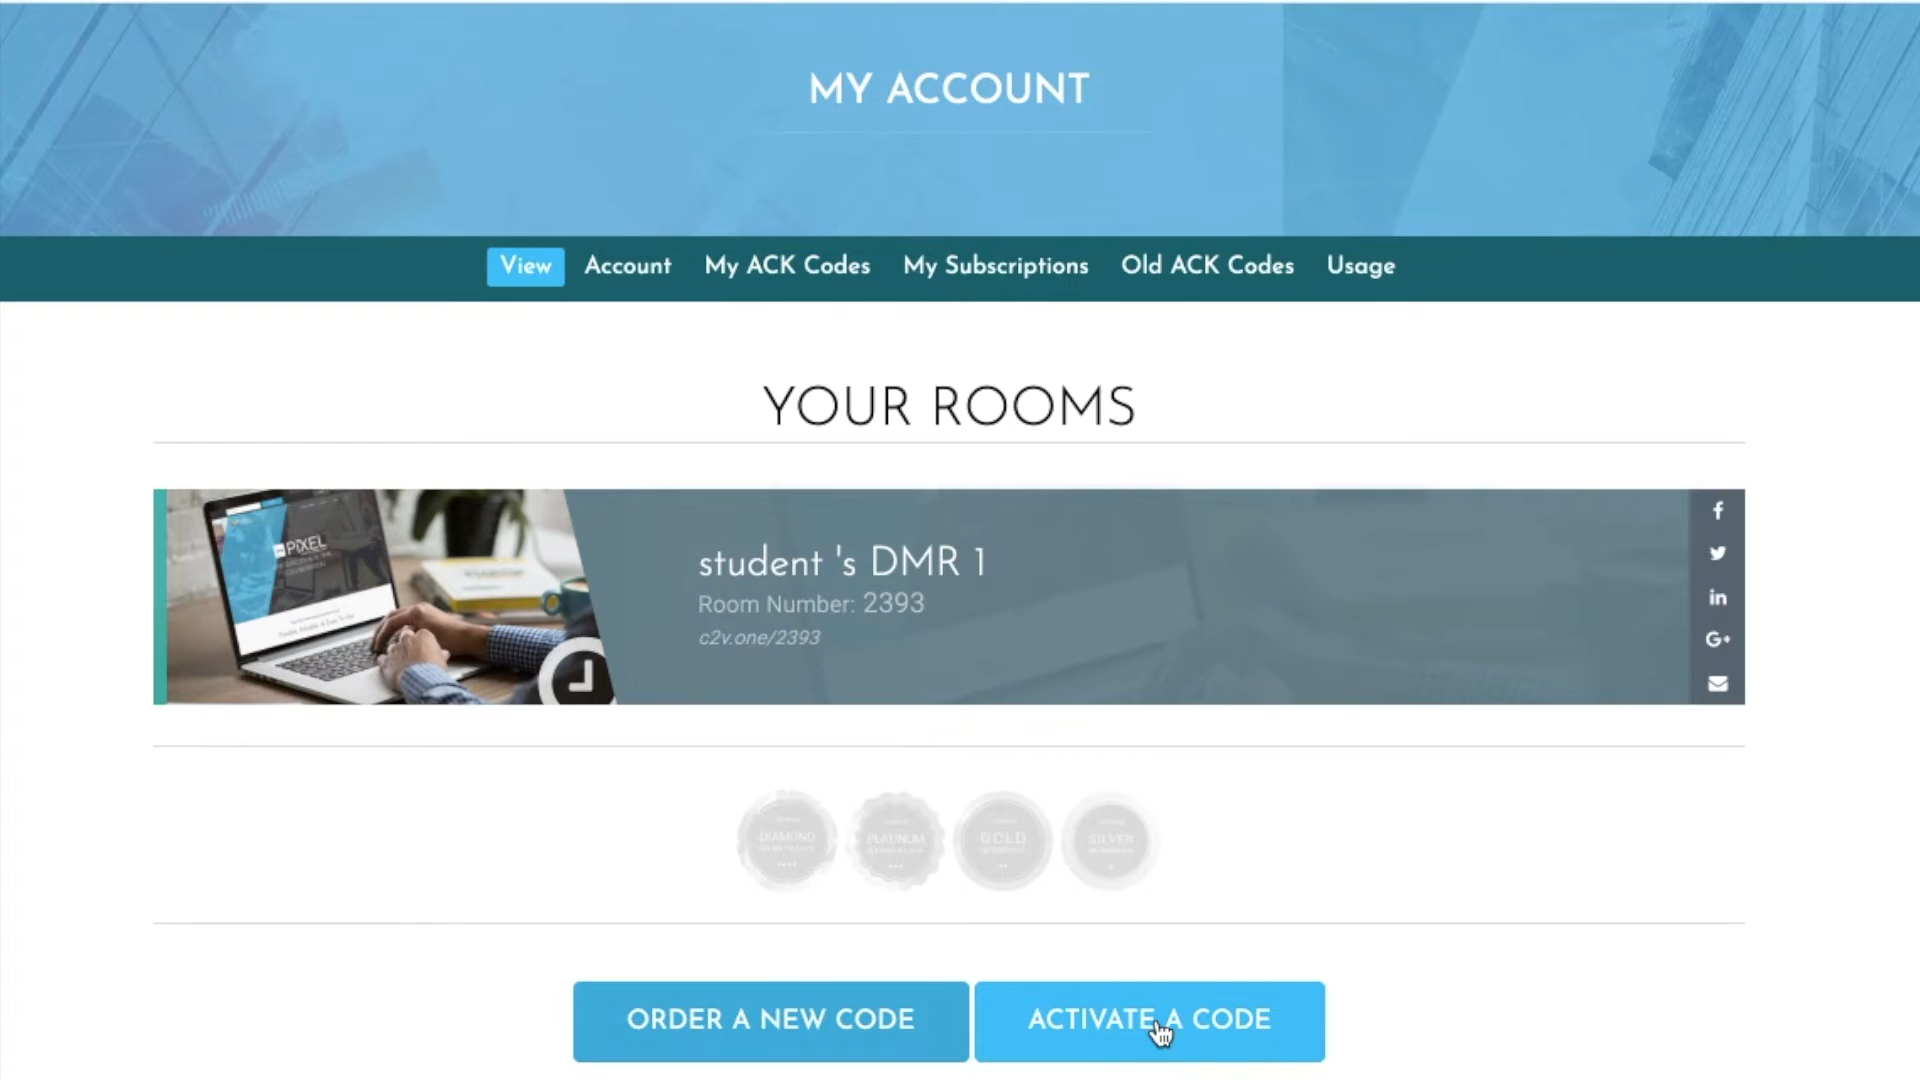 MY ACCOUNT
View Account My ACK Codes My Subscriptions Old ACK Codes Usage
YOUR ROOMS
PIXEL
student 's DMR 1
Room Number: 2393
c2v.one/2393
f
in
G+
DIAMOND PLATINUM GOLD SILVER
ORDER A NEW CODE ACTIVATE A CODE